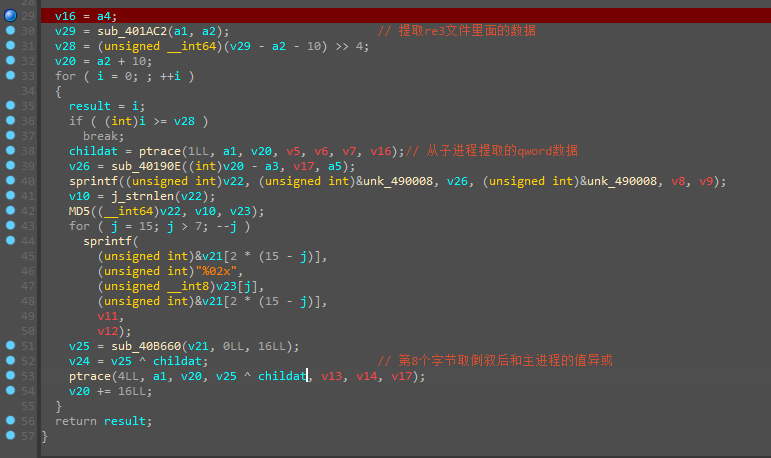 29 v16 = a4;
30 v29 = sub_401AC2(a1, a2); // 提取re3文件里面的数据
31 v28 = (unsigned __int64)(v29 - a2 - 10) >> 4;
32 v20 = a2 + 10;
33 for ( i = 0; ; ++i )
34 {
35 result = i;
36 if ( (int)i >= v28 )
37 break;
38 childat = ptrace(1LL, a1, v20, v5, v6, v7, v16);// 从子进程提取的qword数据
39 v26 = sub_40190E((int)v20 - a3, v17, a5);
40 sprintf((unsigned int)v22, (unsigned int)&unk_490008, v26, (unsigned int)&unk_490008, v8, v9);
41 v10 = j_strnlen(v22);
42 MD5((__int64)v22, v10, v23);
43 for ( j = 15; j > 7; --j )
44 sprintf(
45 (unsigned int)&v21[2 * (15 - j)],
46 (unsigned int)"%02x",
47 (unsigned __int8)v23[j],
48 (unsigned int)&v21[2 * (15 - j)],
49 v11,
50 v12);
51 v25 = sub_40B660(v21, 0LL, 16LL);
52 v24 = v25 ^ childat; // 第8个字节取倒叙后和主进程的值异或
53 ptrace(4LL, a1, v20, v25 ^ childat, v13, v14, v17);
54 v20 += 16LL;
55 }
56 return result;
57 }